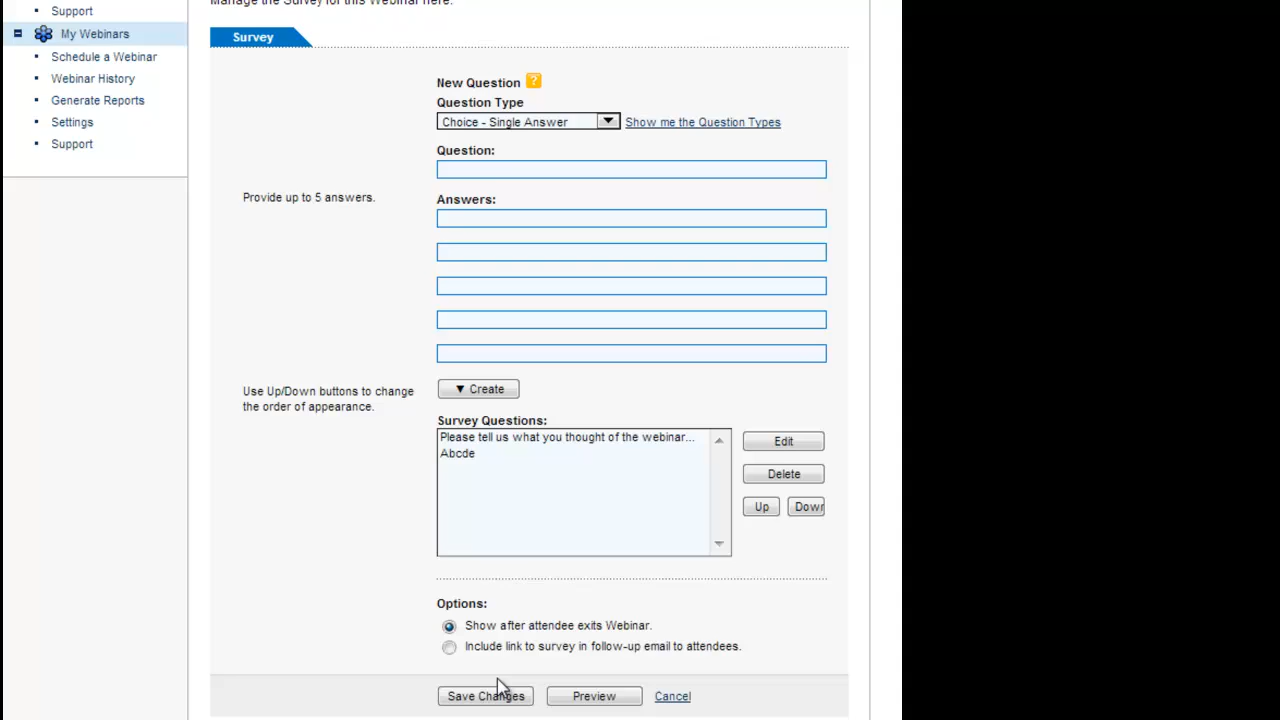 Support
My Webinars
Schedule a Webinar
Webinar History
Generate Reports
Settings
Support
Manage the Survey for this Webinar here.
Survey
New Question ?
Question Type
Choice - Single Answer
Show me the Question Types
Question:
Provide up to 5 answers.
Answers:
Use Up/Down buttons to change
the order of appearance.
Create
Survey Questions:
Please tell us what you thought of the webinar...
Abcde
Edit
Delete
Up
Down
Options:
Show after attendee exits Webinar.
Include link to survey in follow-up email to attendees.
Save Changes
Preview
Cancel